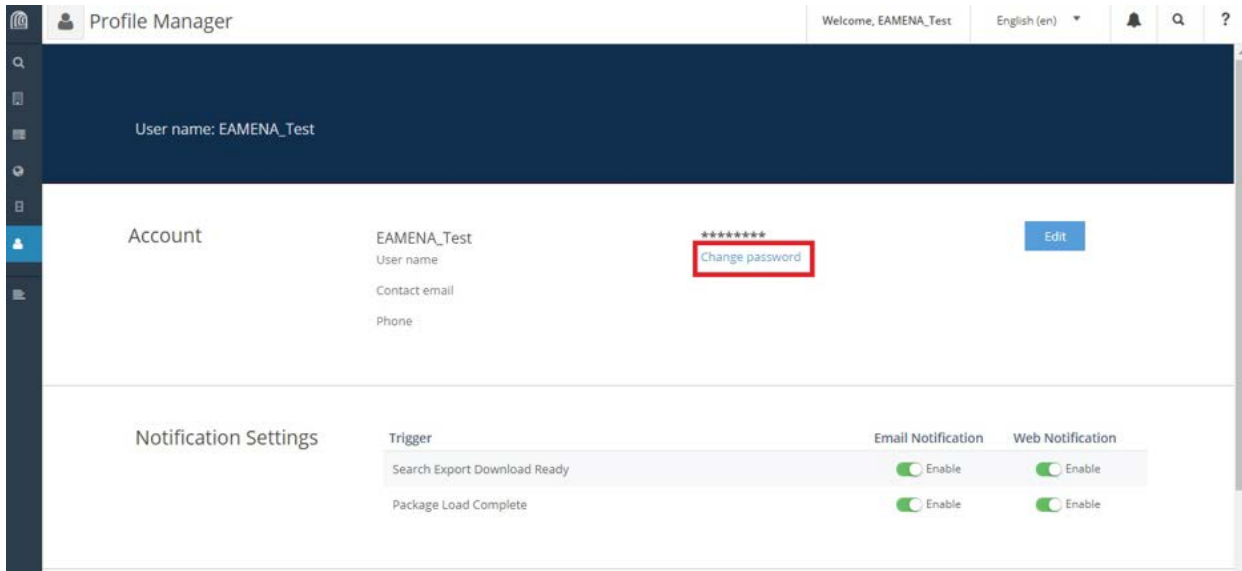 Profile Manager
Welcome, EAMENA_Test
English (en)
?
User name: EAMENA_Test
Account
EAMENA_Test
********
Edit
User name
Change password
Contact email
Phone
Notification Settings
Trigger
Email Notification
Web Notification
Search Export Download Ready
Enable
Enable
Package Load Complete
Enable
Enable